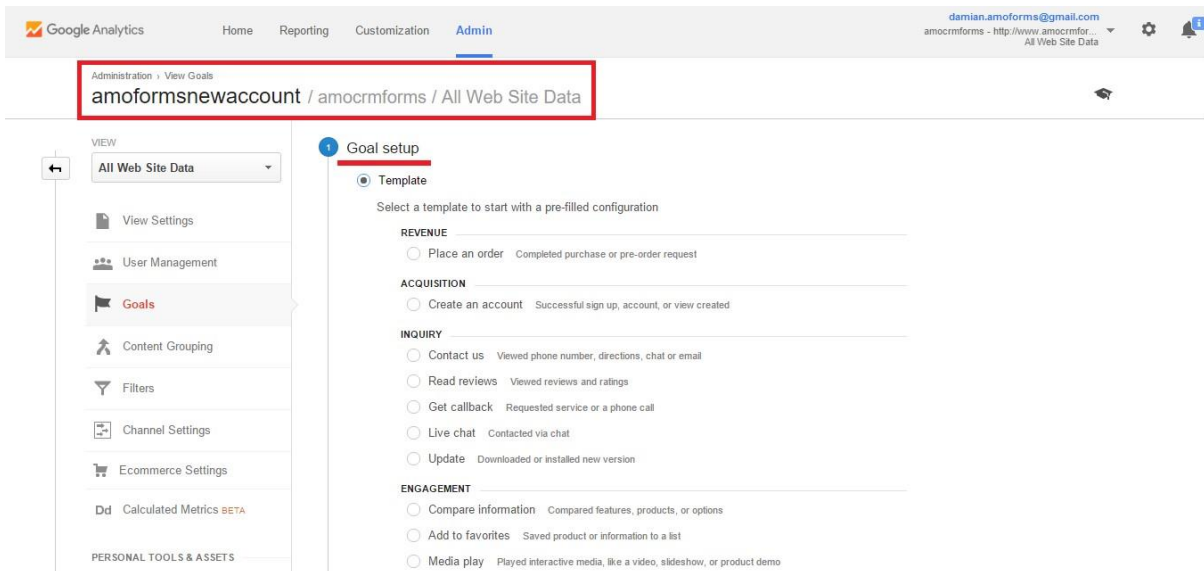 Google Analytics
Home Reporting Customization Admin
damian.amoforms@gmail.com
amocrmforms - http://www.amocrmfor...
All Web Site Data
1
Administration › View Goals
amoformsnewaccount / amocrmforms / All Web Site Data
VIEW
All Web Site Data
View Settings
User Management
Goals
Content Grouping
Filters
Channel Settings
Ecommerce Settings
Dd Calculated Metrics BETA
PERSONAL TOOLS & ASSETS
1 Goal setup
Template
Select a template to start with a pre-filled configuration
REVENUE
Place an order Completed purchase or pre-order request
ACQUISITION
Create an account Successful sign up, account, or view created
INQUIRY
Contact us Viewed phone number, directions, chat or email
Read reviews Viewed reviews and ratings
Get callback Requested service or a phone call
Live chat Contacted via chat
Update Downloaded or installed new version
ENGAGEMENT
Compare information Compared features, products, or options
Add to favorites Saved product or information to a list
Media play Played interactive media, like a video, slideshow, or product demo